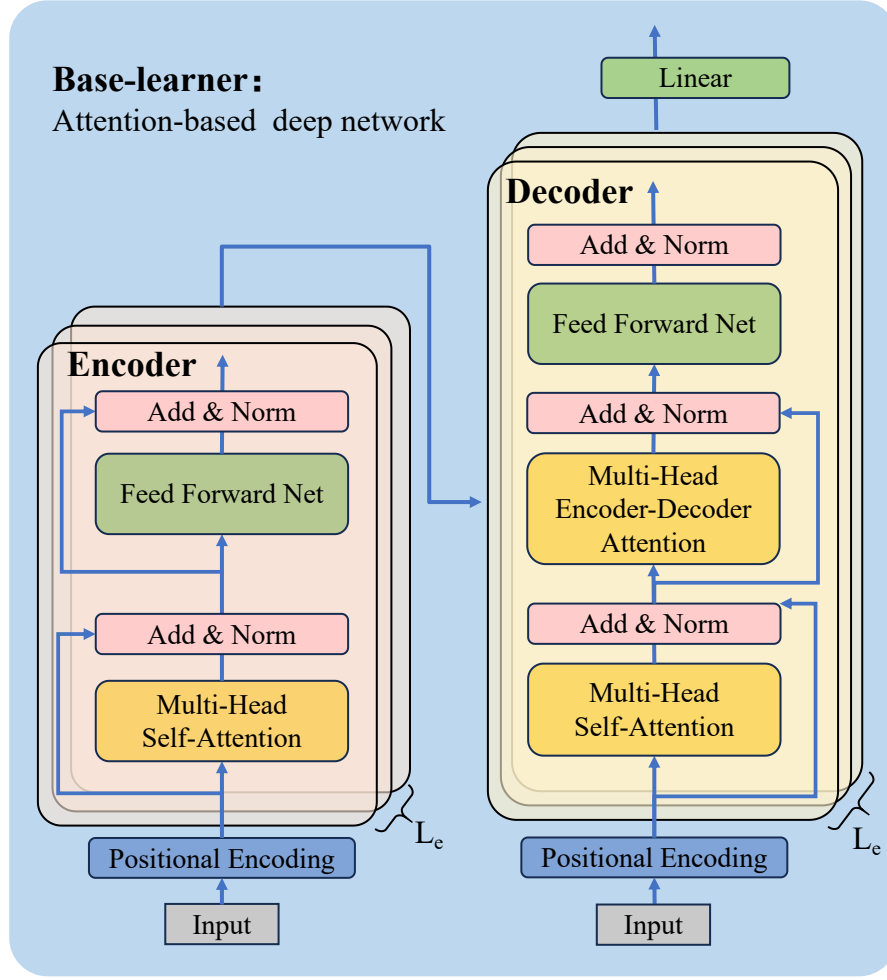 Base-learner：
Attention-based deep network
Encoder
Add & Norm
Feed Forward Net
Add & Norm
Multi-Head
Self-Attention
L_e
Positional Encoding
Input
Linear
Decoder
Add & Norm
Feed Forward Net
Add & Norm
Multi-Head
Encoder-Decoder
Attention
Add & Norm
Multi-Head
Self-Attention
L_e
Positional Encoding
Input